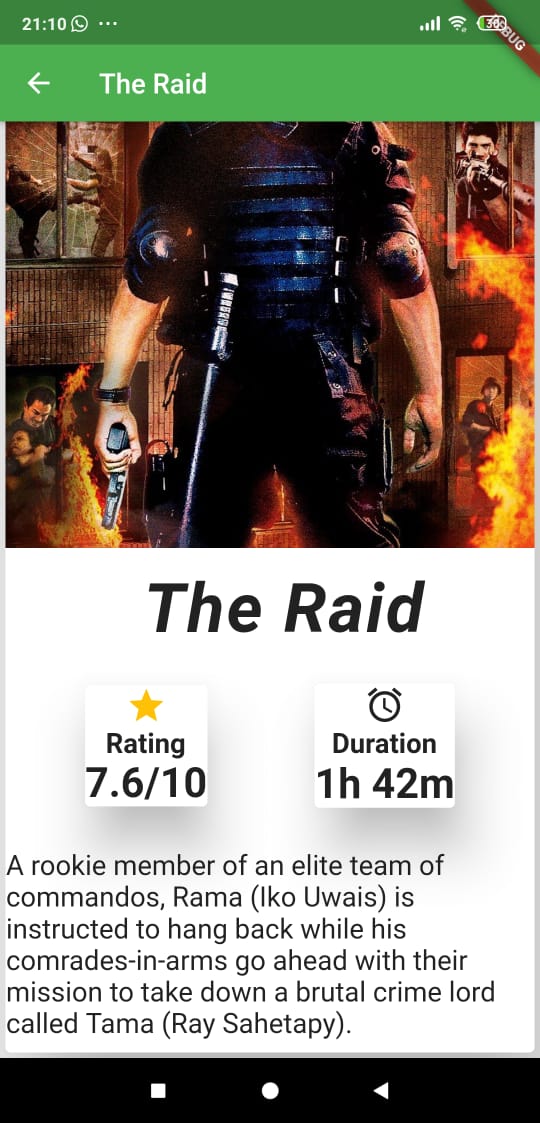 21:10
36
DEBUG
The Raid
The Raid
Rating
Duration
7.6/10
1h 42m
A rookie member of an elite team of
commandos, Rama (Iko Uwais) is
instructed to hang back while his
comrades-in-arms go ahead with their
mission to take down a brutal crime lord
called Tama (Ray Sahetapy).